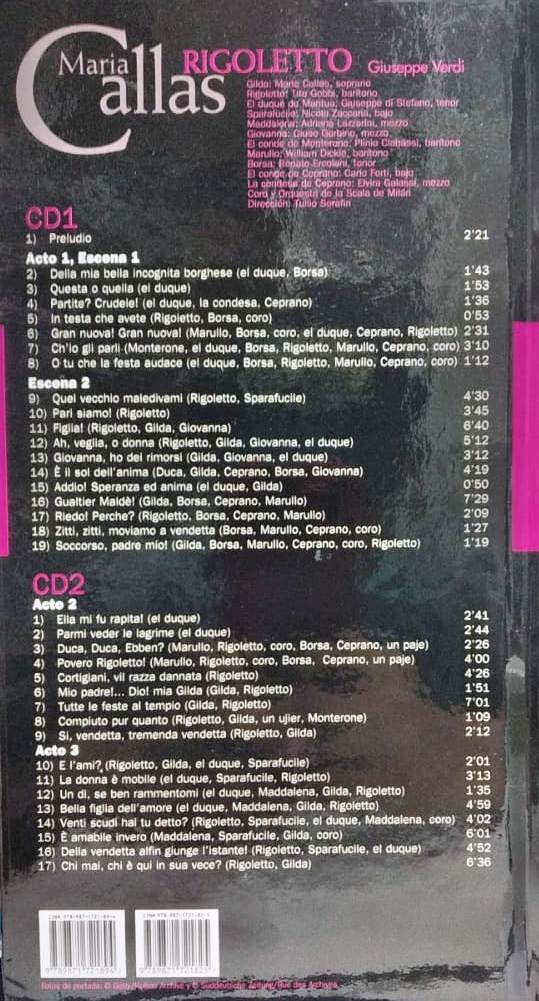 Maria Callas
RIGOLETTO Giuseppe Verdi
Gilda: Maria Callas, soprano
Rigoletto: Tito Gobbi, barítono
El duque de Mantua: Giuseppe di Stefano, tenor
Sparafucile: Nicola Zaccaria, bajo
Maddalena: Adriana Lazzarini, mezzo
Giovanna: Giuse Gerbino, mezzo
El conde de Monterone: Plinio Clabassi, barítono
Marullo: William Dickie, barítono
Borsa: Renato Ercolani, tenor
El conde de Ceprano: Carlo Forti, bajo
La condesa de Ceprano: Elvira Galassi, mezzo
Coro y Orquesta de la Scala de Milán
Dirección: Tullio Serafin
CD1
1) Preludio 2'21
Acto 1, Escena 1
2) Della mia bella incognita borghese (el duque, Borsa) 1'43
3) Questa o quella (el duque) 1'53
4) Partite? Crudele! (el duque, la condesa, Ceprano) 1'36
5) In testa che avete (Rigoletto, Borsa, coro) 0'53
6) Gran nuova! Gran nuova! (Marullo, Borsa, coro, el duque, Ceprano, Rigoletto) 2'31
7) Ch'io gli parli (Monterone, el duque, Borsa, Rigoletto, Marullo, Ceprano, coro) 3'10
8) O tu che la festa audace (el duque, Borsa, Rigoletto, Marullo, Ceprano, coro) 1'12
Escena 2
9) Quel vecchio maledivami (Rigoletto, Sparafucile) 4'30
10) Pari siamo! (Rigoletto) 3'45
11) Figlia! (Rigoletto, Gilda, Giovanna) 6'40
12) Ah, veglia, o donna (Rigoletto, Gilda, Giovanna, el duque) 5'12
13) Giovanna, ho dei rimorsi (Gilda, Giovanna, el duque) 3'12
14) È il sol dell'anima (Duca, Gilda, Ceprano, Borsa, Giovanna) 4'19
15) Addio! Speranza ed anima (el duque, Gilda) 0'50
16) Gualtier Maldè! (Gilda, Borsa, Ceprano, Marullo) 7'29
17) Riedo! Perche? (Rigoletto, Borsa, Ceprano, Marullo) 2'09
18) Zitti, zitti, moviamo a vendetta (Borsa, Marullo, Ceprano, coro) 1'27
19) Soccorso, padre mio! (Gilda, Borsa, Marullo, Ceprano, coro, Rigoletto) 1'19
CD2
Acto 2
1) Ella mi fu rapita! (el duque) 2'41
2) Parmi veder le lagrime (el duque) 2'44
3) Duca, Duca, Ebben? (Marullo, Rigoletto, coro, Borsa, Ceprano, un paje) 2'26
4) Povero Rigoletto! (Marullo, Rigoletto, coro, Borsa, Ceprano, un paje) 4'00
5) Cortigiani, vil razza dannata (Rigoletto) 4'26
6) Mio padre!... Dio! mia Gilda (Gilda, Rigoletto) 1'51
7) Tutte le feste al tempio (Gilda, Rigoletto) 7'01
8) Compiuto pur quanto (Rigoletto, Gilda, un ujier, Monterone) 1'09
9) Si, vendetta, tremenda vendetta (Rigoletto, Gilda) 2'12
Acto 3
10) E l'ami? (Rigoletto, Gilda, el duque, Sparafucile) 2'01
11) La donna è mobile (el duque, Sparafucile, Rigoletto) 3'13
12) Un di, se ben rammentomi (el duque, Maddalena, Gilda, Rigoletto) 1'35
13) Bella figlia dell'amore (el duque, Maddalena, Gilda, Rigoletto) 4'59
14) Venti scudi hai tu detto? (Rigoletto, Sparafucile, el duque, Maddalena, coro) 4'02
15) È amabile invero (Maddalena, Sparafucile, Gilda, coro) 6'01
16) Della vendetta alfin giunge l'istante! (Rigoletto, Sparafucile, el duque) 4'52
17) Chi mai, chi è qui in sua vece? (Rigoletto, Gilda) 6'36
Fotos de portada: © Getty/Hulton Archive y © Süddeutsche Zeitung/Rue des Archives